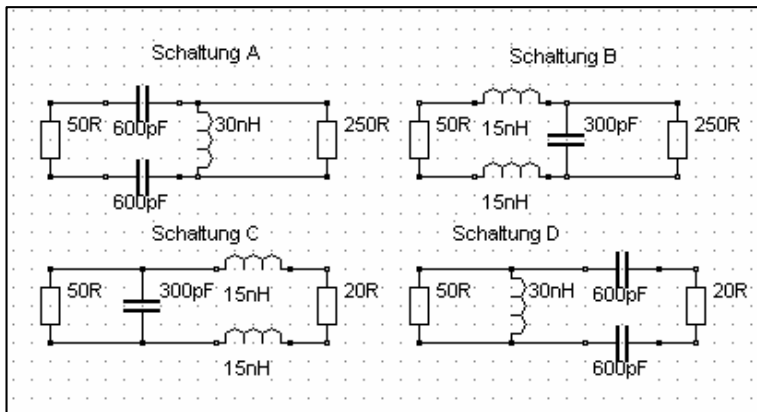 Schaltung A
50R
600pF
30nH
250R
600pF
Schaltung B
50R
15nH
300pF
250R
15nH
Schaltung C
50R
300pF
15nH
20R
15nH
Schaltung D
50R
30nH
600pF
20R
600pF